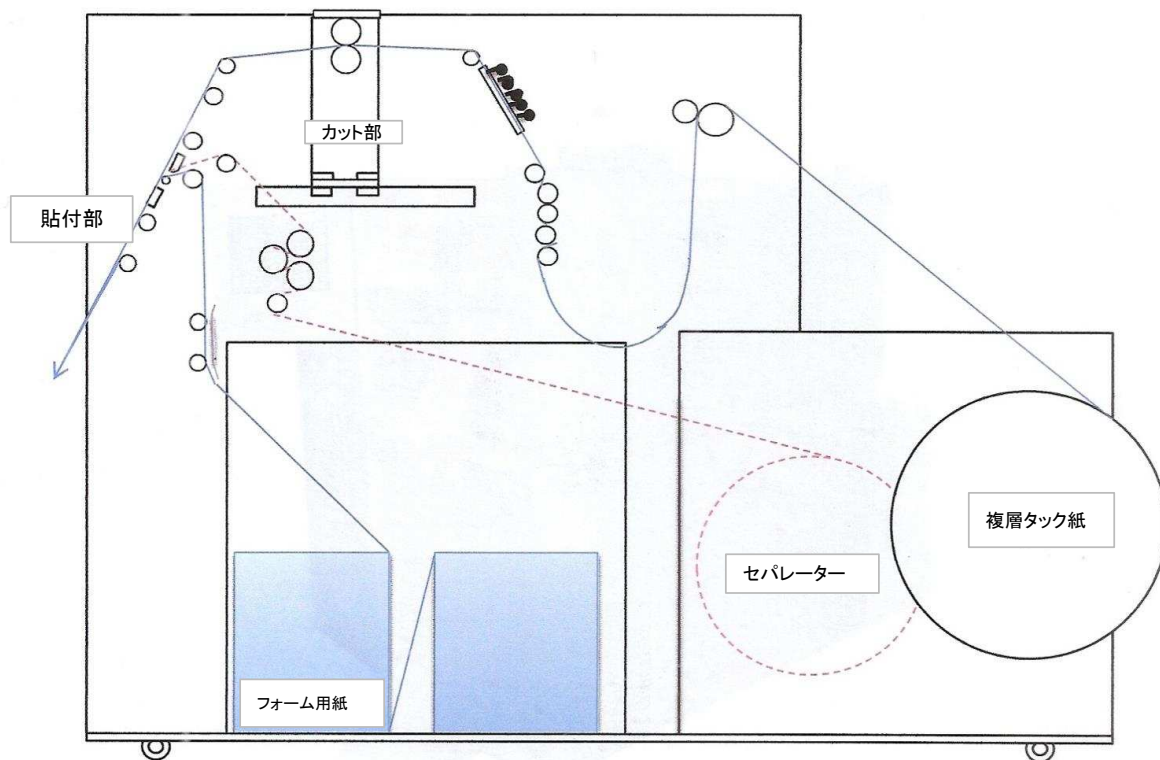 カット部
貼付部
複層タック紙
セパレーター
フォーム用紙